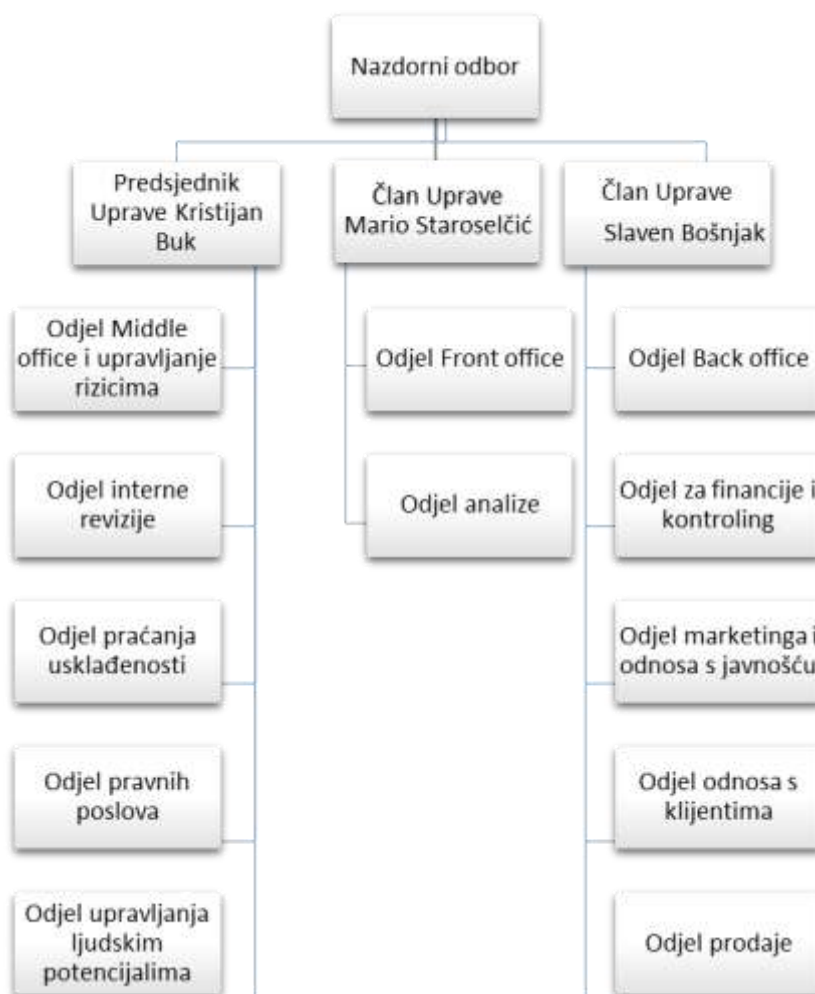 Nazdorni odbor
Predsjednik
Uprave Kristijan
Buk
Član Uprave
Mario Staroselčić
Član Uprave
Slaven Bošnjak
Odjel Middle
office i upravljanje
rizicima
Odjel Front office
Odjel Back office
Odjel interne
revizije
Odjel analize
Odjel za financije i
kontroling
Odjel praćanja
usklađenosti
Odjel marketinga i
odnosa s javnošću
Odjel pravnih
poslova
Odjel odnosa s
klijentima
Odjel upravljanja
ljudskim
potencijalima
Odjel prodaje